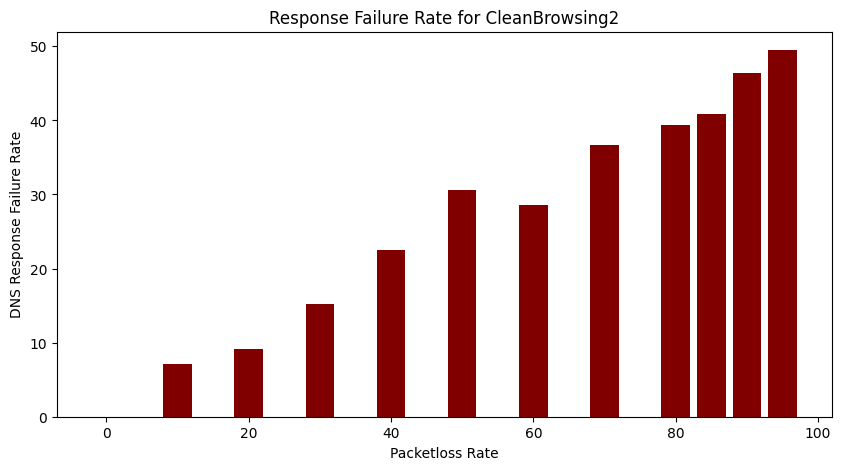 Response Failure Rate for CleanBrowsing2
DNS Response Failure Rate
50
40
30
20
10
0
0 20 40 60 80 100
Packetloss Rate